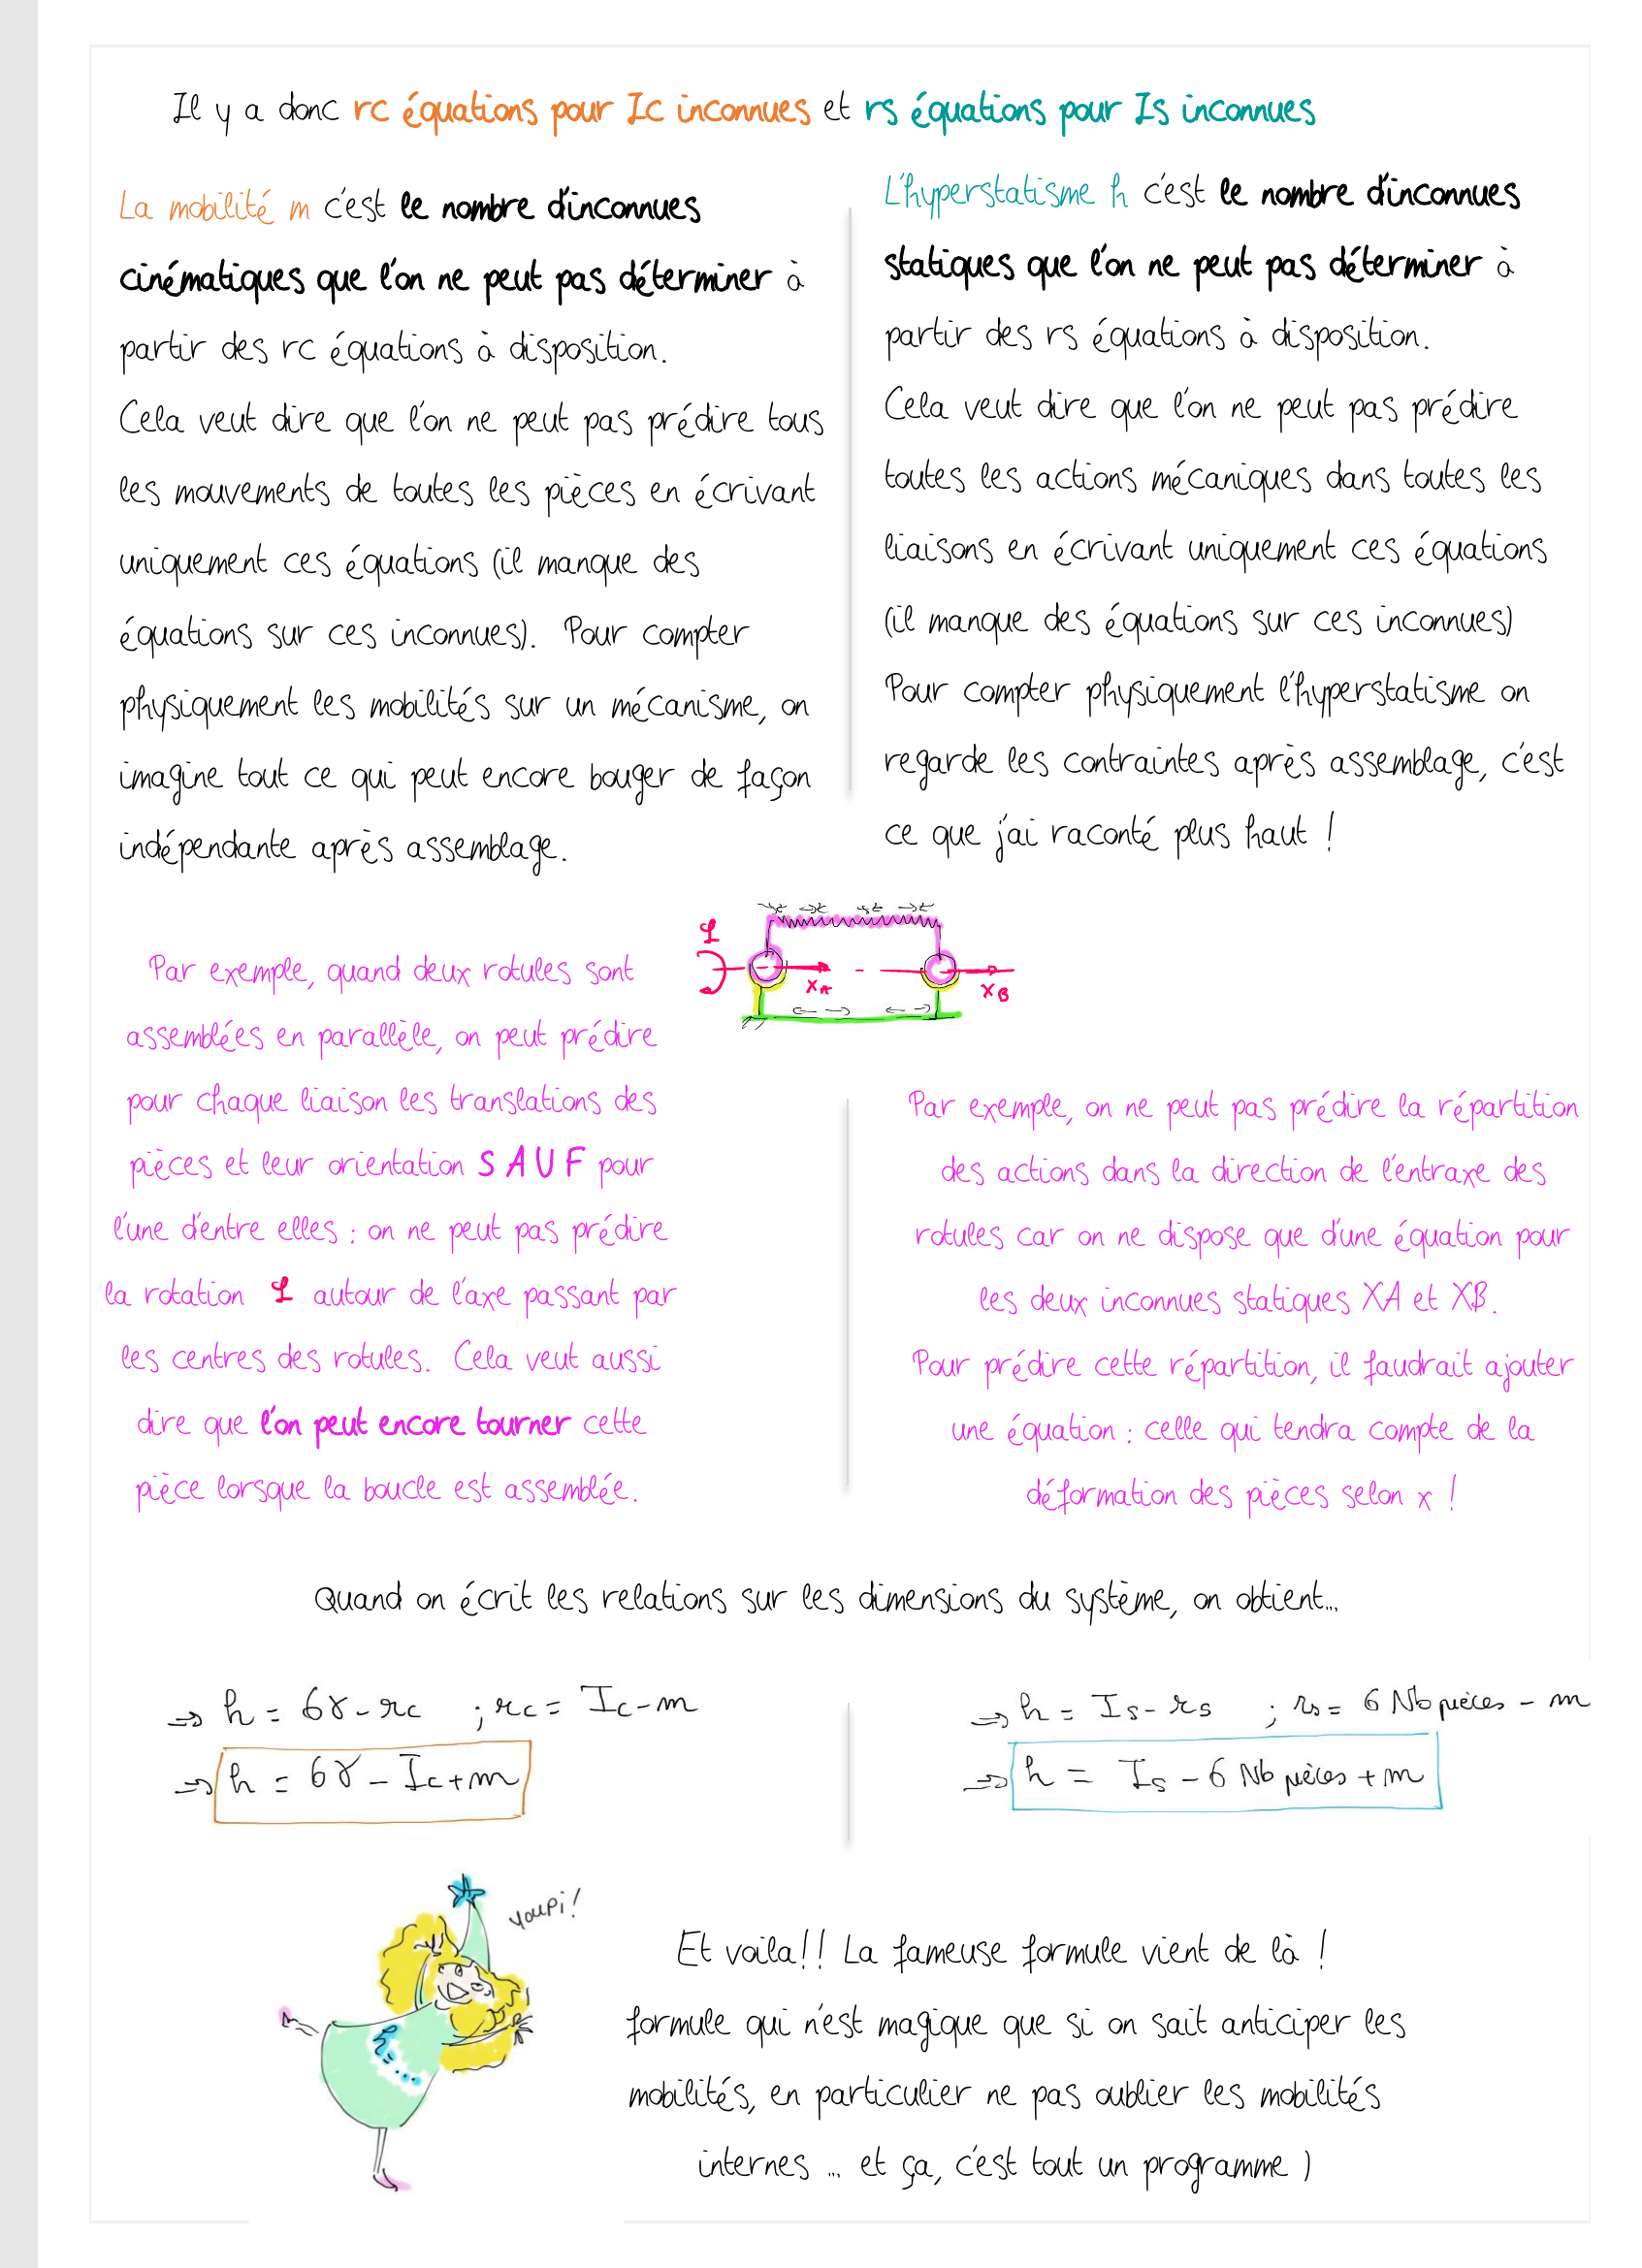 Il y a donc rc équations pour Ic inconnues et rs équations pour Is inconnues
La mobilité m c'est le nombre d'inconnues
cinématiques que l'on ne peut pas déterminer à
partir des rc équations à disposition.
Cela veut dire que l'on ne peut pas prédire tous
les mouvements de toutes les pièces en écrivant
uniquement ces équations (il manque des
équations sur ces inconnues). Pour compter
physiquement les mobilités sur un mécanisme, on
imagine tout ce qui peut encore bouger de façon
indépendante après assemblage.
L'hyperstatisme h c'est le nombre d'inconnues
statiques que l'on ne peut pas déterminer à
partir des rs équations à disposition.
Cela veut dire que l'on ne peut pas prédire
toutes les actions mécaniques dans toutes les
liaisons en écrivant uniquement ces équations
(il manque des équations sur ces inconnues)
Pour compter physiquement l'hyperstatisme on
regarde les contraintes après assemblage, c'est
ce que j'ai raconté plus haut !
XA
XB
Par exemple, quand deux rotules sont
assemblées en parallèle, on peut prédire
pour chaque liaison les translations des
pièces et leur orientation SAUF pour
l'une d'entre elles : on ne peut pas prédire
la rotation autour de l'axe passant par
les centres des rotules. Cela veut aussi
dire que l'on peut encore tourner cette
pièce lorsque la boucle est assemblée.
Par exemple, on ne peut pas prédire la répartition
des actions dans la direction de l'entraxe des
rotules car on ne dispose que d'une équation pour
les deux inconnues statiques XA et XB.
Pour prédire cette répartition, il faudrait ajouter
une équation : celle qui tendra compte de la
déformation des pièces selon x !
Quand on écrit les relations sur les dimensions du système, on obtient...
⇒ h = 6γ - rc ; rc = Ic - m
⇒ h = 6γ - Ic + m
⇒ h = Is - rs ; rs = 6 Nb pièces - m
⇒ h = Is - 6 Nb pièces + m
youpi!
h=...
Et voila!! La fameuse formule vient de là !
formule qui n'est magique que si on sait anticiper les
mobilités, en particulier ne pas oublier les mobilités
internes ... et ça, c'est tout un programme )